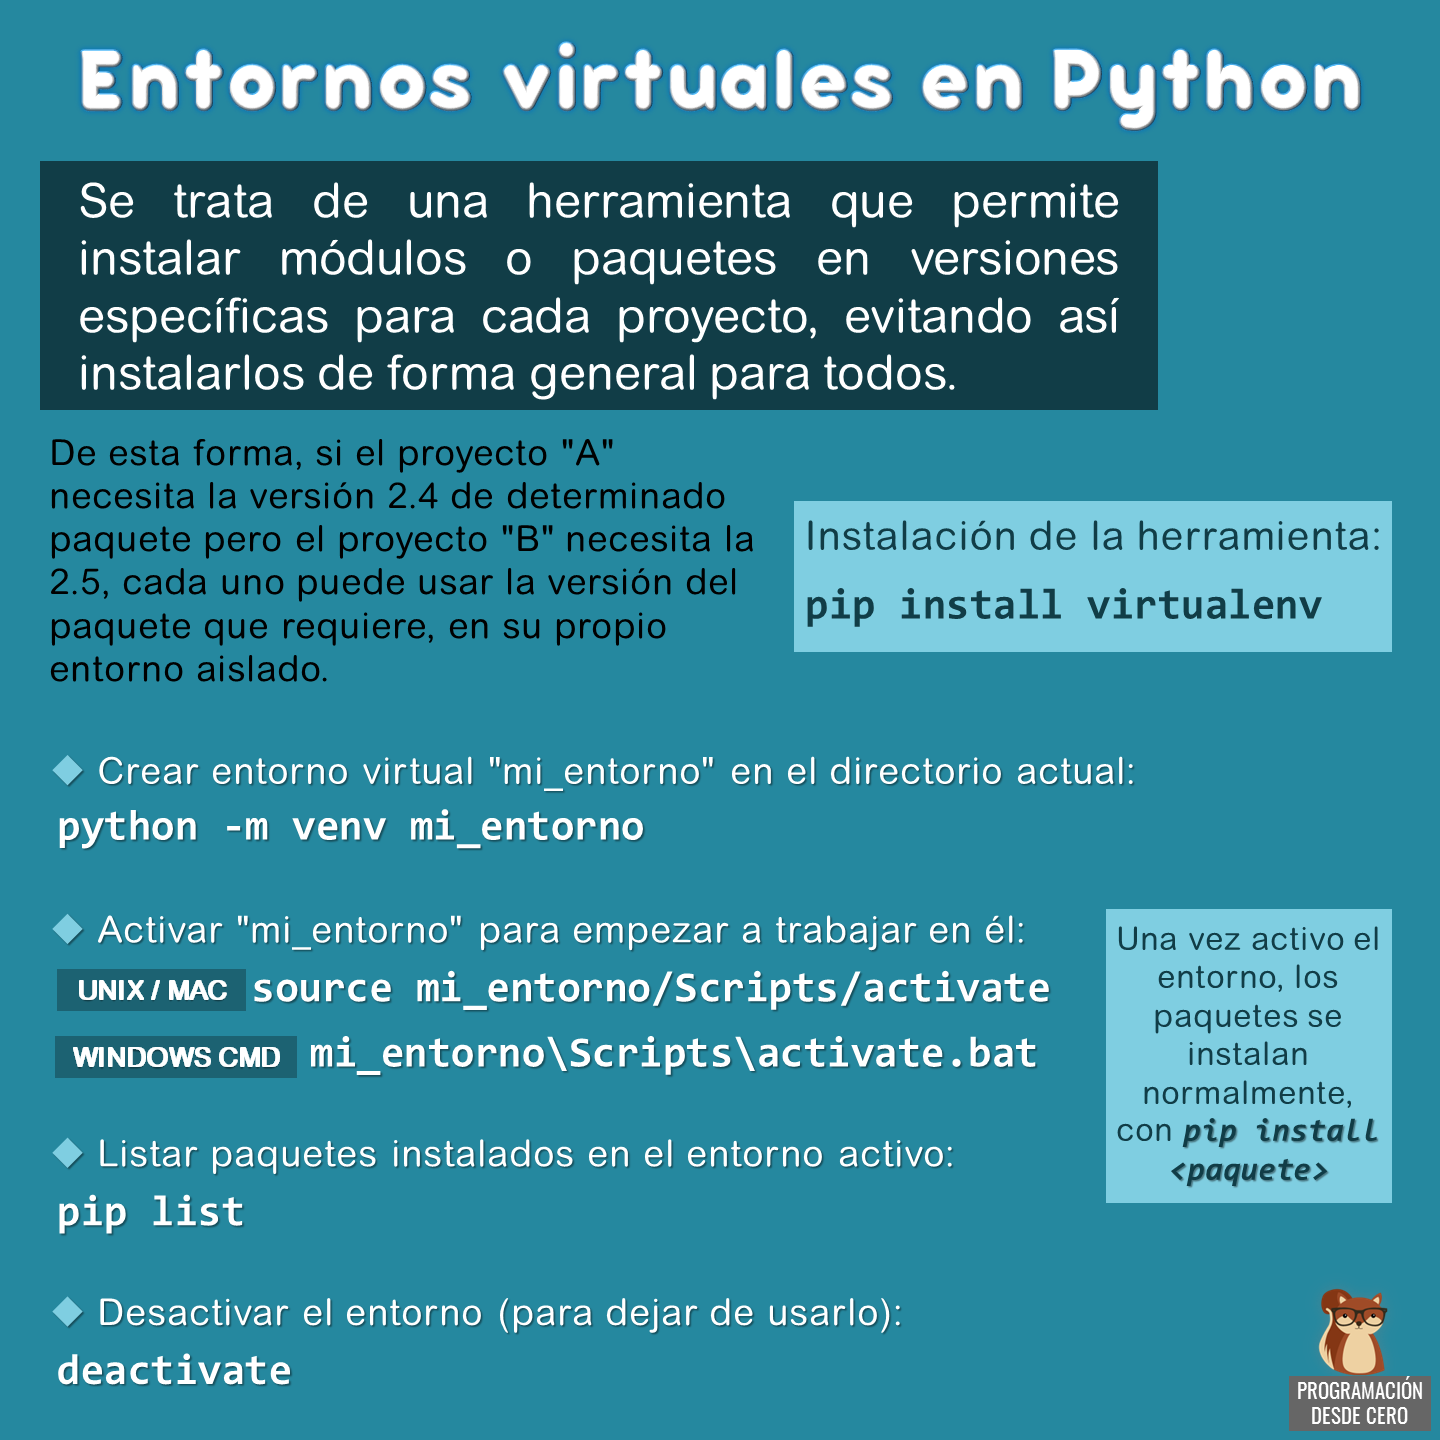 Entornos virtuales en Python
Se trata de una herramienta que permite
instalar módulos o paquetes en versiones
específicas para cada proyecto, evitando así
instalarlos de forma general para todos.
De esta forma, si el proyecto "A"
necesita la versión 2.4 de determinado
paquete pero el proyecto "B" necesita la
2.5, cada uno puede usar la versión del
paquete que requiere, en su propio
entorno aislado.
Instalación de la herramienta:
pip install virtualenv
Crear entorno virtual "mi_entorno" en el directorio actual:
python -m venv mi_entorno
Activar "mi_entorno" para empezar a trabajar en él:
UNIX / MAC source mi_entorno/Scripts/activate
WINDOWS CMD mi_entorno\Scripts\activate.bat
Una vez activo el
entorno, los
paquetes se
instalan
normalmente,
con pip install
<paquete>
Listar paquetes instalados en el entorno activo:
pip list
Desactivar el entorno (para dejar de usarlo):
deactivate
PROGRAMACIÓN
DESDE CERO